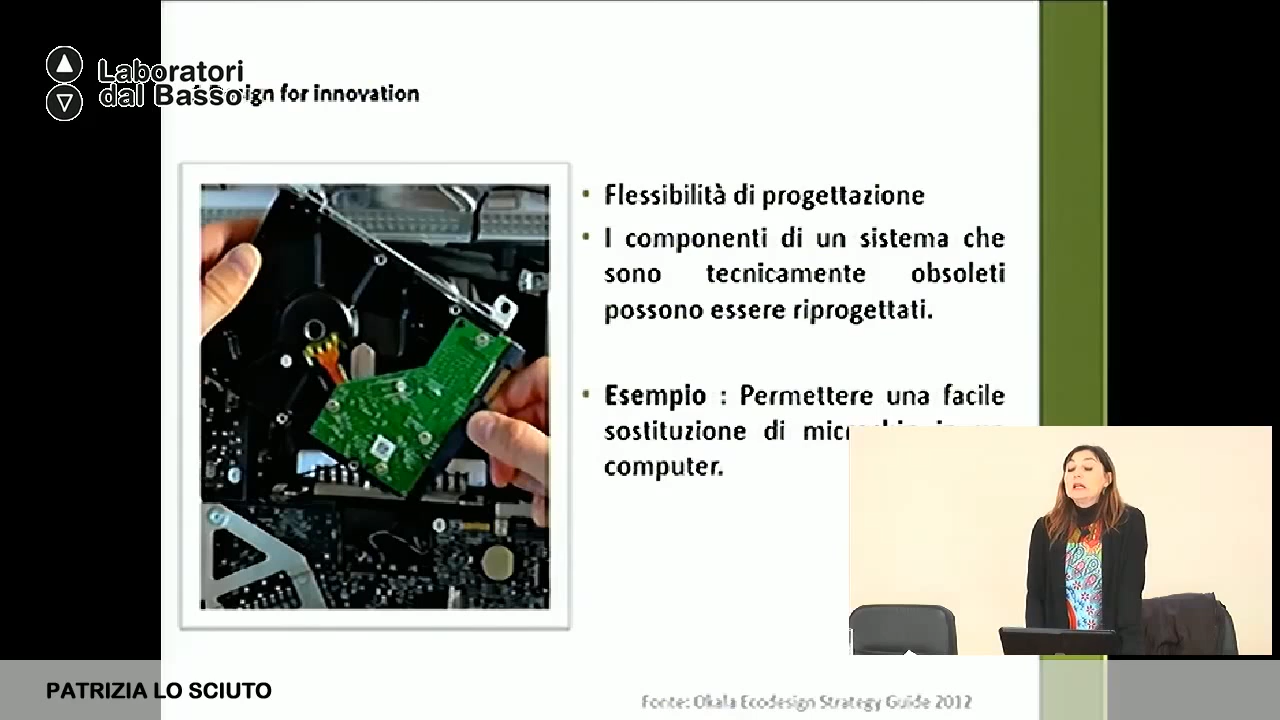 Laboratori
dal Basso
for innovation
Flessibilità di progettazione
I componenti di un sistema che
sono tecnicamente obsoleti
possono essere riprogettati.
Esempio : Permettere una facile
sostituzione di
computer.
PATRIZIA LO SCIUTO
Fonte: Okala Ecodesign Strategy Guide 2012